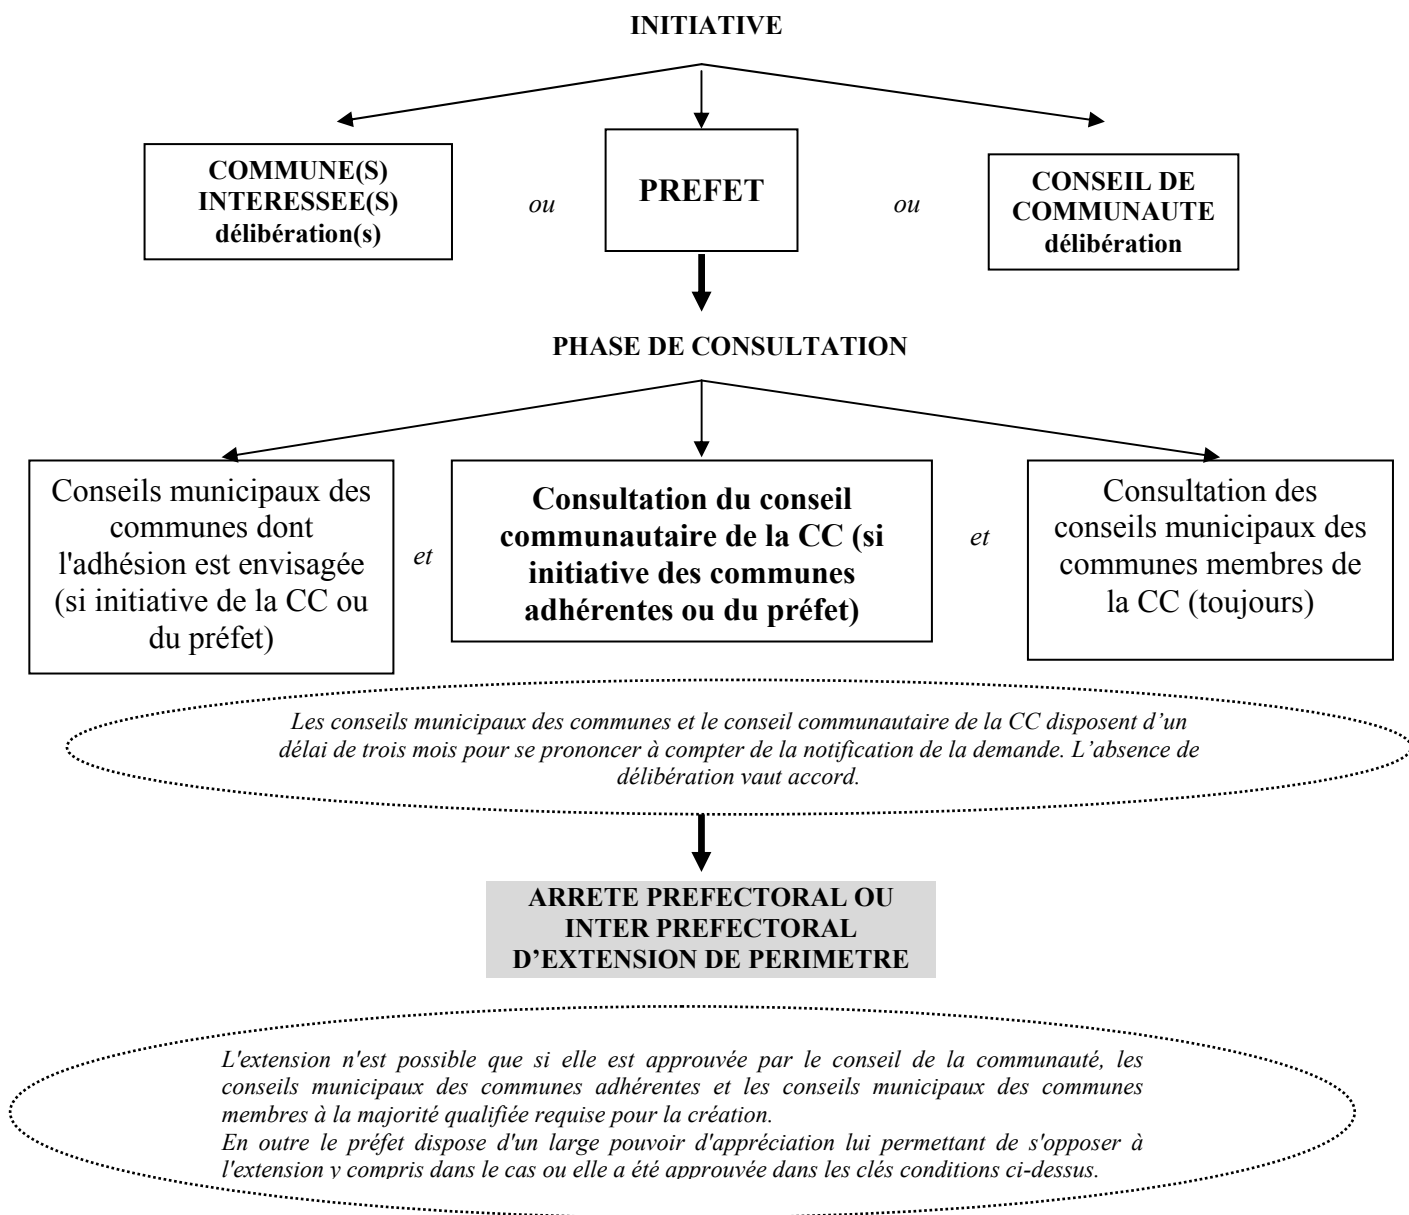 INITIATIVE
COMMUNE(S)
INTERESSEE(S)
délibération(s)
ou
PREFET
ou
CONSEIL DE
COMMUNAUTE
délibération
PHASE DE CONSULTATION
Conseils municipaux des
communes dont
l'adhésion est envisagée
(si initiative de la CC ou
du préfet)
et
Consultation du conseil
communautaire de la CC (si
initiative des communes
adhérentes ou du préfet)
et
Consultation des
conseils municipaux des
communes membres de
la CC (toujours)
Les conseils municipaux des communes et le conseil communautaire de la CC disposent d’un
délai de trois mois pour se prononcer à compter de la notification de la demande. L’absence de
délibération vaut accord.
ARRETE PREFECTORAL OU
INTER PREFECTORAL
D’EXTENSION DE PERIMETRE
L'extension n'est possible que si elle est approuvée par le conseil de la communauté, les
conseils municipaux des communes adhérentes et les conseils municipaux des communes
membres à la majorité qualifiée requise pour la création.
En outre le préfet dispose d'un large pouvoir d'appréciation lui permettant de s'opposer à
l'extension y compris dans le cas ou elle a été approuvée dans les clés conditions ci-dessus.